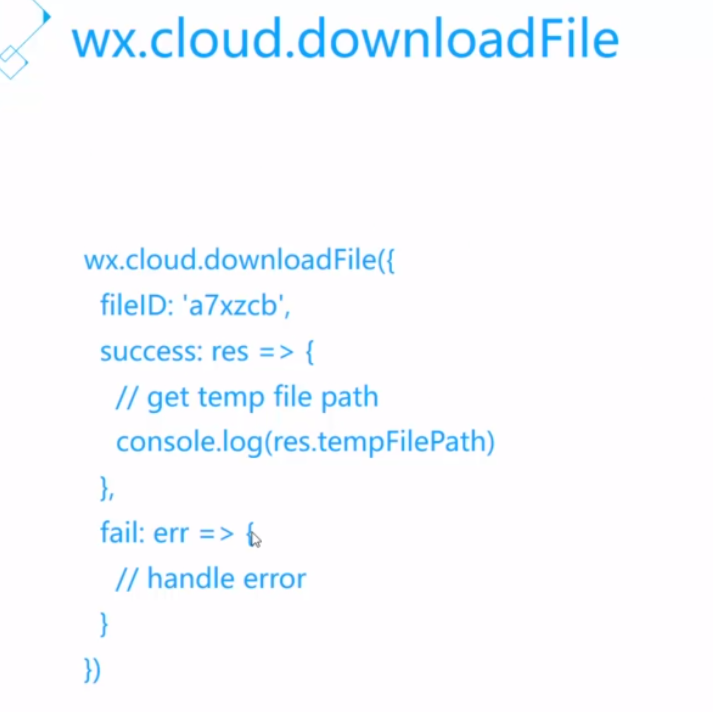 wx.cloud.downloadFile
wx.cloud.downloadFile({
fileID: 'a7xzcb',
success: res => {
// get temp file path
console.log(res.tempFilePath)
},
fail: err => {
// handle error
}
})